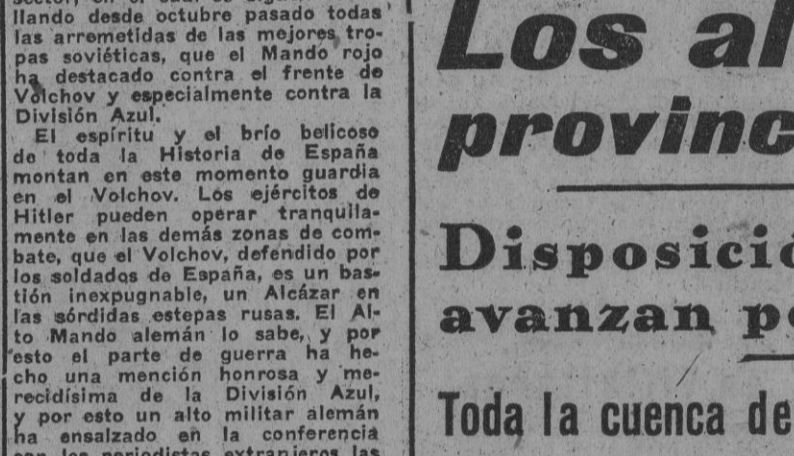 llando desde octubre pasado todas
las arremetidas de las mejores tro-
pas soviéticas, que el Mando rojo
ha destacado contra el frente de
Volchov y especialmente contra la
División Azul.
El espíritu y el brío belicoso
de toda la Historia de España
montan en este momento guardia
en el Volchov. Los ejércitos de
Hitler pueden operar tranquila-
mente en las demás zonas de com-
bate, que el Volchov, defendido por
los soldados de España, es un bas-
tión inexpugnable, un Alcázar en
las sórdidas estepas rusas. El Al-
to Mando alemán lo sabe, y por
esto el parte de guerra ha he-
cho una mención honrosa y me-
recidísima de la División Azul,
y por esto un alto militar alemán
ha ensalzado en la conferencia
con los periodistas extranjeros las
Los al
provinc
Disposició
avanzan p
Toda la cuenca de